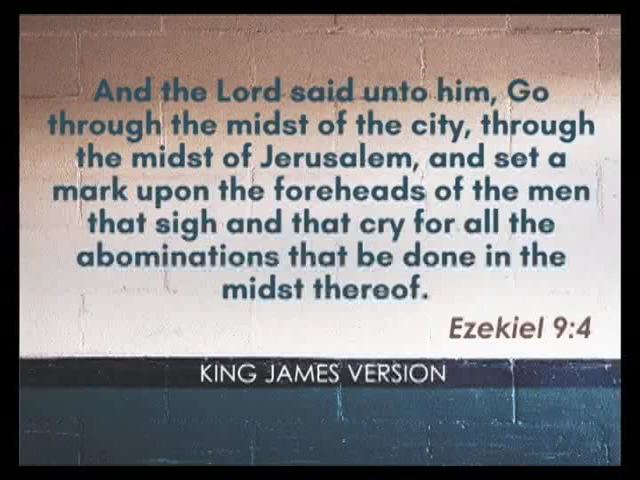 And the Lord said unto him, Go
through the midst of the city, through
the midst of Jerusalem, and set a
mark upon the foreheads of the men
that sigh and that cry for all the
abominations that be done in the
midst thereof.
Ezekiel 9:4
KING JAMES VERSION